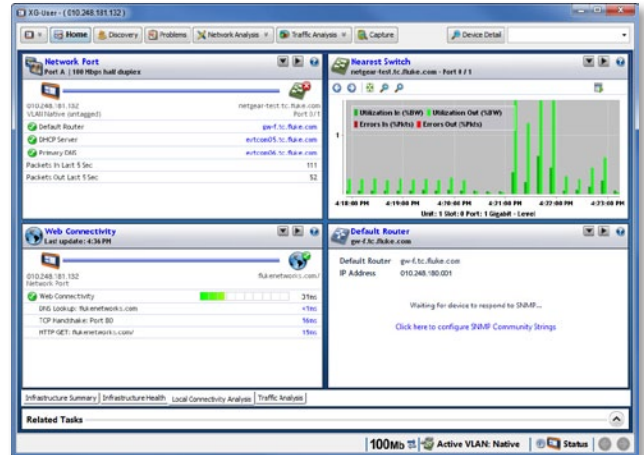 XG-User - ( 010.248.181.132 )
Home Discovery Problems Network Analysis Traffic Analysis Capture Device Detail
Network Port
Port A | 100 Mbps half duplex
010.248.181.132 netgear-test.tc.fluke.com
VLAN Native (untagged) Port 0/1
Default Router gw-f.tc.fluke.com
DHCP Server evtcon05.tc.fluke.com
Primary DNS evtcon06.tc.fluke.com
Packets In Last 5 Sec 111
Packets Out Last 5 Sec 52
Nearest Switch
netgear-test.tc.fluke.com - Port 0 / 1
Utilization In (%BW) Utilization Out (%BW)
Errors In (%Pkts) Errors Out (%Pkts)
1
4:18:00 PM 4:19:00 PM 4:20:00 PM 4:21:00 PM 4:22:00 PM 4:23:00 PM
Unit: 1 Slot: 0 Port: 1 Gigabit - Level
Web Connectivity
Last update: 4:36 PM
010.248.181.132 flukenetworks.com/
Network Port
Web Connectivity 31ms
DNS Lookup: flukenetworks.com <1ms
TCP Handshake: Port 80 16ms
HTTP GET: flukenetworks.com/ 15ms
Default Router
gw-f.tc.fluke.com
Default Router gw-f.tc.fluke.com
IP Address 010.248.180.001
Waiting for device to respond to SNMP...
Click here to configure SNMP Community Strings
Infrastructure Summary Infrastructure Health Local Connectivity Analysis Traffic Analysis
Related Tasks
100Mb Active VLAN: Native Status